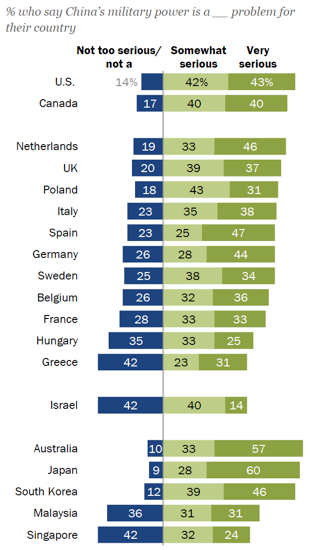 % who say China's military power is a __ problem for
their country
Not too serious/ Somewhat Very
not a serious serious
U.S. 14% 42% 43%
Canada 17 40 40
Netherlands 19 33 46
UK 20 39 37
Poland 18 43 31
Italy 23 35 38
Spain 23 25 47
Germany 26 28 44
Sweden 25 38 34
Belgium 26 32 36
France 28 33 33
Hungary 35 33 25
Greece 42 23 31
Israel 42 40 14
Australia 10 33 57
Japan 9 28 60
South Korea 12 39 46
Malaysia 36 31 31
Singapore 42 32 24